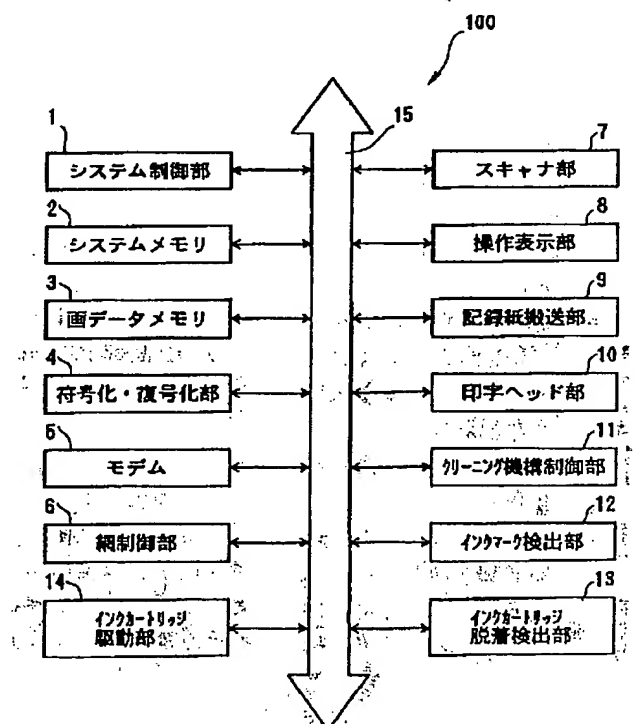 100
15
1
システム制御部
2
システムメモリ
3
画データメモリ
4
符号化・復号化部
5
モデム
6
網制御部
14
インクカートリッジ
駆動部
7
スキャナ部
8
操作表示部
9
記録紙搬送部
10
印字ヘッド部
11
クリーニング機構制御部
12
インクマーク検出部
13
インクカートリッジ
脱着検出部